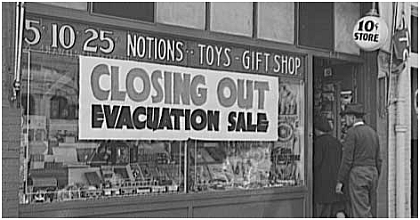 5 10 25 NOTIONS·· TOYS - GIFT SHOP
10¢
STORE
CLOSING OUT
EVACUATION SALE